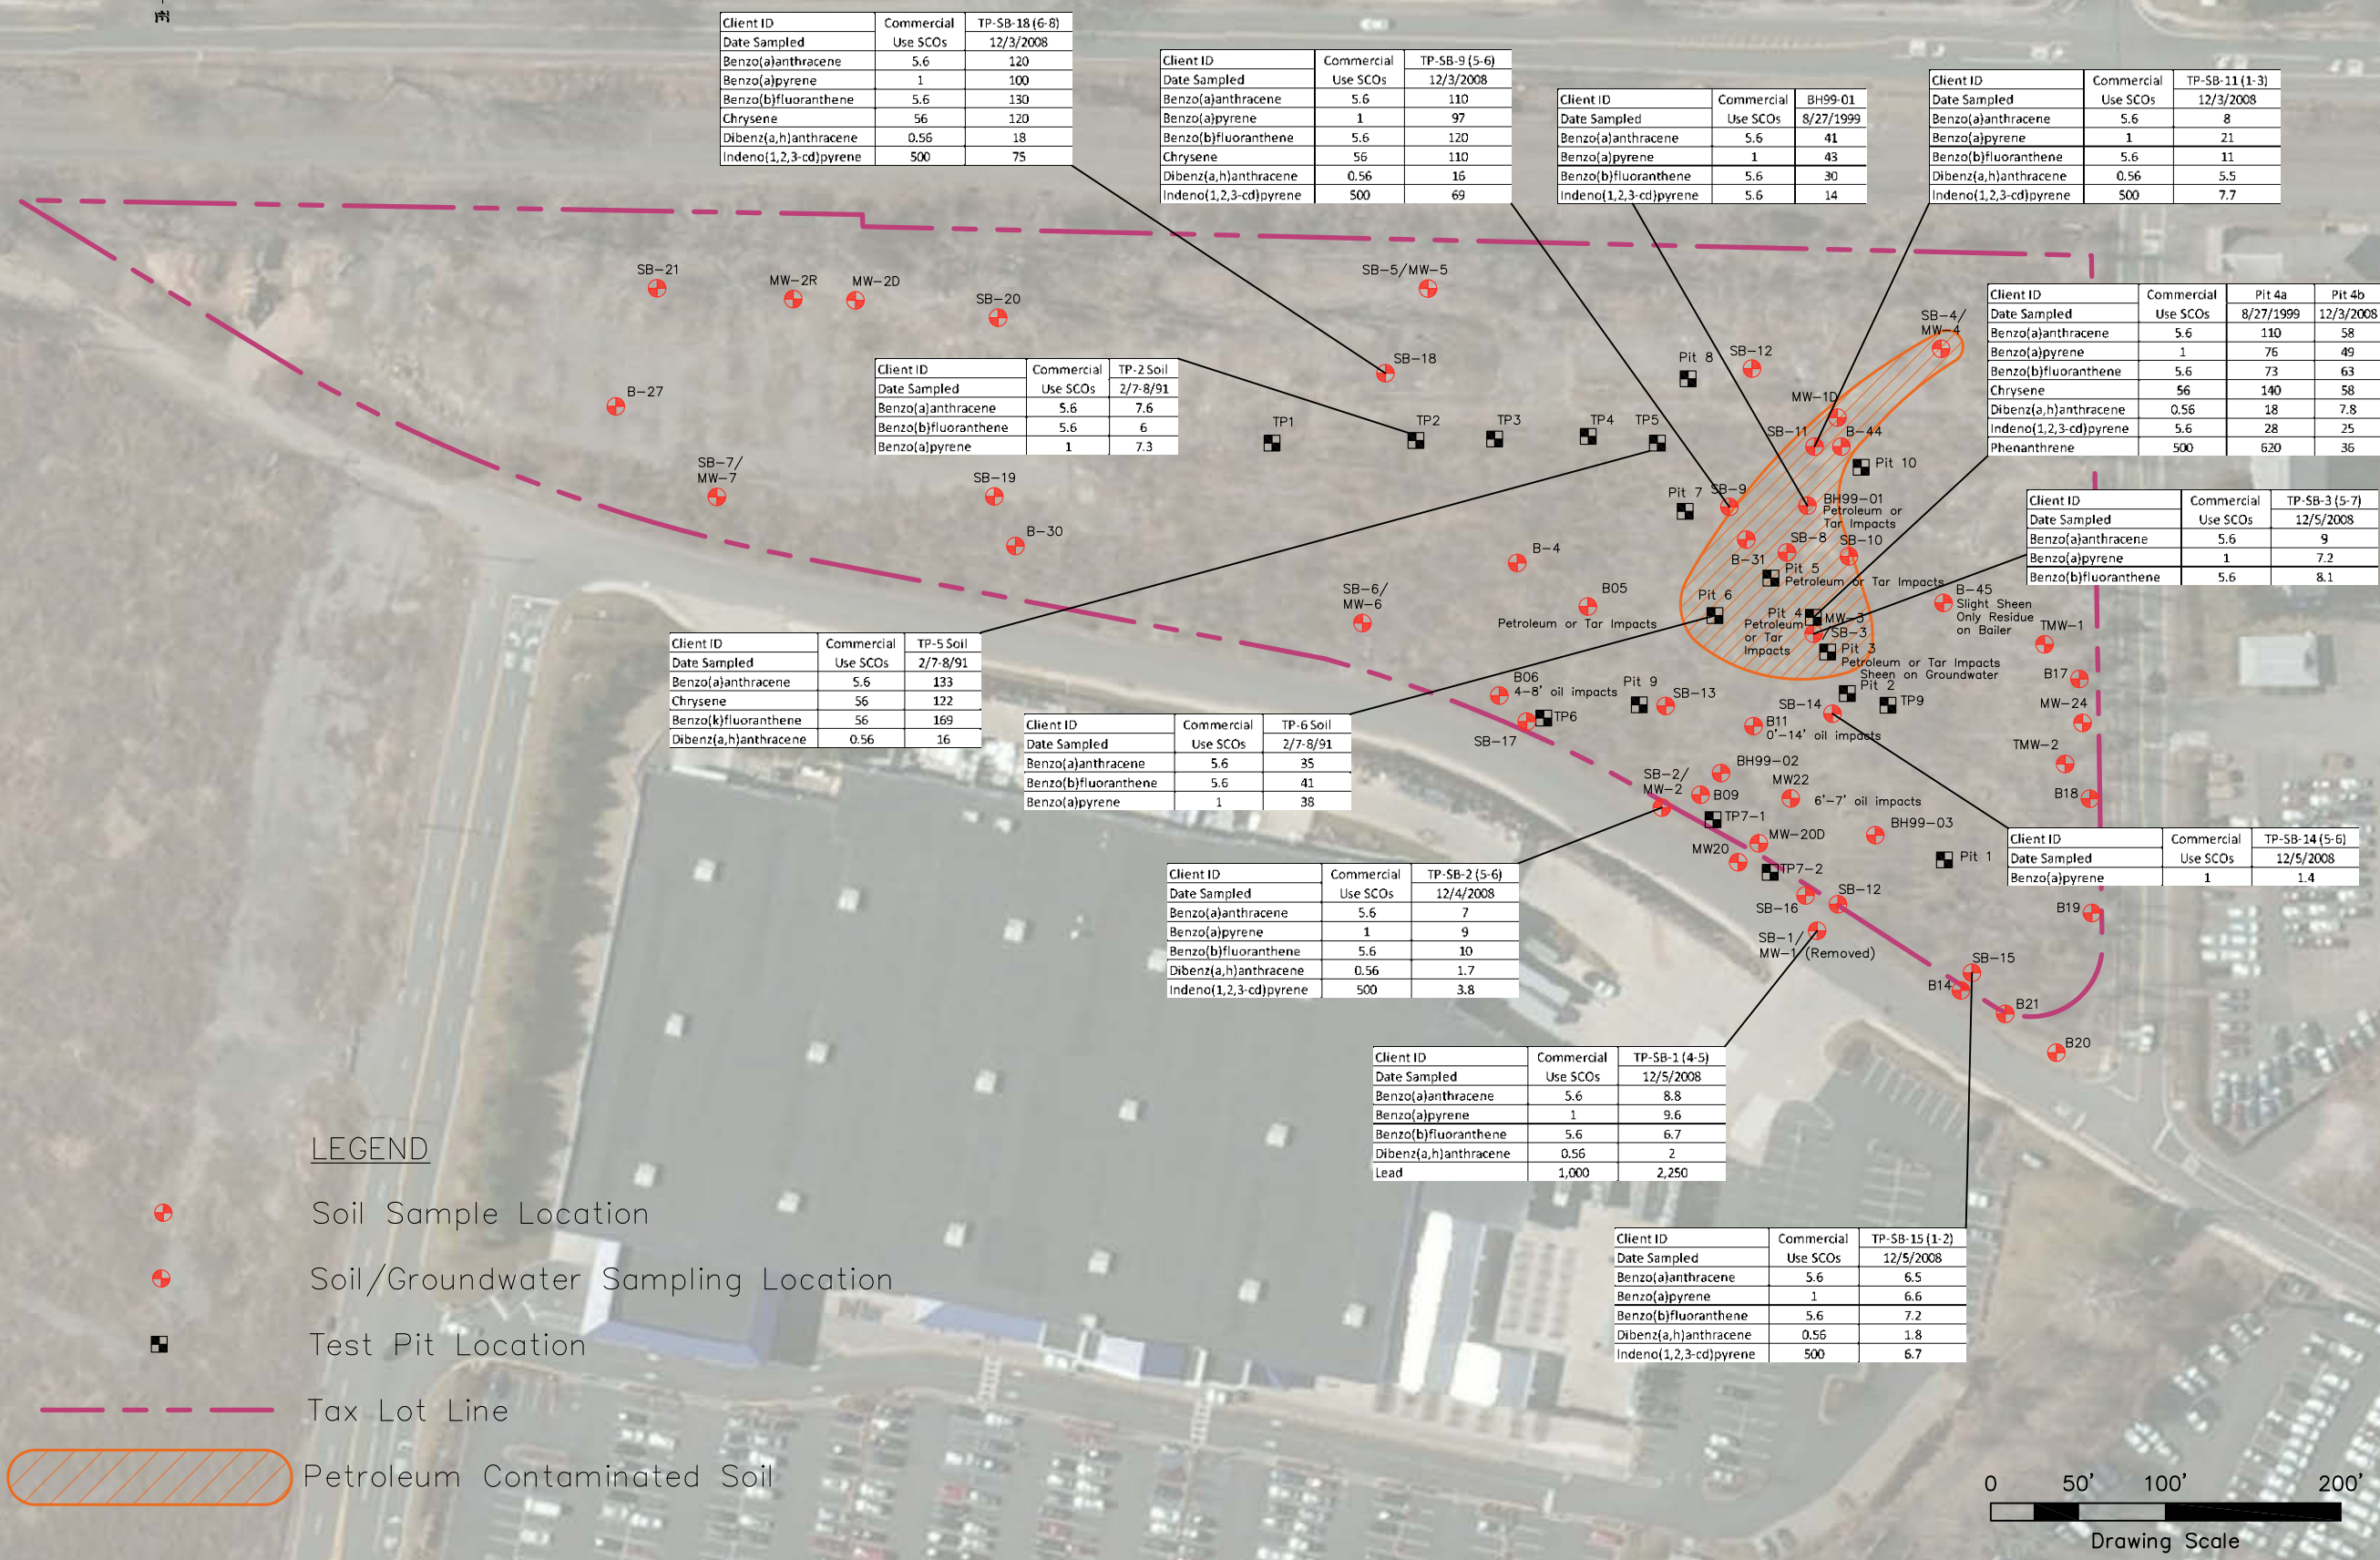 Client ID Commercial TP-SB-18 (6-8)
Date Sampled Use SCOs 12/3/2008
Benzo(a)anthracene 5.6 120
Benzo(a)pyrene 1 100
Benzo(b)fluoranthene 5.6 130
Chrysene 56 120
Dibenz(a,h)anthracene 0.56 18
Indeno(1,2,3-cd)pyrene 500 75
Client ID Commercial TP-SB-9 (5-6)
Date Sampled Use SCOs 12/3/2008
Benzo(a)anthracene 5.6 110
Benzo(a)pyrene 1 97
Benzo(b)fluoranthene 5.6 120
Chrysene 56 110
Dibenz(a,h)anthracene 0.56 16
Indeno(1,2,3-cd)pyrene 500 69
Client ID Commercial BH99-01
Date Sampled Use SCOs 8/27/1999
Benzo(a)anthracene 5.6 41
Benzo(a)pyrene 1 43
Benzo(b)fluoranthene 5.6 30
Indeno(1,2,3-cd)pyrene 5.6 14
Client ID Commercial TP-SB-11 (1-3)
Date Sampled Use SCOs 12/3/2008
Benzo(a)anthracene 5.6 8
Benzo(a)pyrene 1 21
Benzo(b)fluoranthene 5.6 11
Dibenz(a,h)anthracene 0.56 5.5
Indeno(1,2,3-cd)pyrene 500 7.7
Client ID Commercial Pit 4a Pit 4b
Date Sampled Use SCOs 8/27/1999 12/3/2008
Benzo(a)anthracene 5.6 110 58
Benzo(a)pyrene 1 76 49
Benzo(b)fluoranthene 5.6 73 63
Chrysene 56 140 58
Dibenz(a,h)anthracene 0.56 18 7.8
Indeno(1,2,3-cd)pyrene 5.6 28 25
Phenanthrene 500 620 36
SB-21
MW-2R
MW-2D
SB-20
SB-5/MW-5
SB-4/
MW-4
SB-18
Pit 8
SB-12
B-27
MW-1D
Client ID Commercial TP-2 Soil
Date Sampled Use SCOs 2/7-8/91
Benzo(a)anthracene 5.6 7.6
Benzo(b)fluoranthene 5.6 6
Benzo(a)pyrene 1 7.3
TP1
TP2
TP3
TP4
TP5
SB-11
B-44
Pit 10
SB-7/
MW-7
SB-19
B-30
Pit 7
SB-9
BH99-01
Petroleum or
Tar Impacts
Client ID Commercial TP-SB-3 (5-7)
Date Sampled Use SCOs 12/5/2008
Benzo(a)anthracene 5.6 9
Benzo(a)pyrene 1 7.2
Benzo(b)fluoranthene 5.6 8.1
B-4
B-31
SB-8
SB-10
Pit 5
Petroleum or Tar Impacts
SB-6/
MW-6
B05
Petroleum or Tar Impacts
Pit 6
Pit 4
Petroleum
or Tar
Impacts
MW-3
/SB-3
Pit 3
Petroleum or Tar Impacts
Sheen on Groundwater
B-45
Slight Sheen
Only Residue
on Bailer
TMW-1
B17
MW-24
TMW-2
B18
Client ID Commercial TP-5 Soil
Date Sampled Use SCOs 2/7-8/91
Benzo(a)anthracene 5.6 133
Chrysene 56 122
Benzo(k)fluoranthene 56 169
Dibenz(a,h)anthracene 0.56 16
B06
4-8' oil impacts
TP6
SB-17
Pit 9
SB-13
Pit 2
TP9
SB-14
B11
0'-14' oil impacts
Client ID Commercial TP-6 Soil
Date Sampled Use SCOs 2/7-8/91
Benzo(a)anthracene 5.6 35
Benzo(b)fluoranthene 5.6 41
Benzo(a)pyrene 1 38
SB-2/
MW-2
BH99-02
B09
MW22
6'-7' oil impacts
TP7-1
MW-20D
MW20
BH99-03
Pit 1
TP7-2
SB-12
SB-16
SB-1/
MW-1 (Removed)
Client ID Commercial TP-SB-14 (5-6)
Date Sampled Use SCOs 12/5/2008
Benzo(a)pyrene 1 1.4
Client ID Commercial TP-SB-2 (5-6)
Date Sampled Use SCOs 12/4/2008
Benzo(a)anthracene 5.6 7
Benzo(a)pyrene 1 9
Benzo(b)fluoranthene 5.6 10
Dibenz(a,h)anthracene 0.56 1.7
Indeno(1,2,3-cd)pyrene 500 3.8
B19
SB-15
B14
B21
B20
Client ID Commercial TP-SB-1 (4-5)
Date Sampled Use SCOs 12/5/2008
Benzo(a)anthracene 5.6 8.8
Benzo(a)pyrene 1 9.6
Benzo(b)fluoranthene 5.6 6.7
Dibenz(a,h)anthracene 0.56 2
Lead 1,000 2,250
Client ID Commercial TP-SB-15 (1-2)
Date Sampled Use SCOs 12/5/2008
Benzo(a)anthracene 5.6 6.5
Benzo(a)pyrene 1 6.6
Benzo(b)fluoranthene 5.6 7.2
Dibenz(a,h)anthracene 0.56 1.8
Indeno(1,2,3-cd)pyrene 500 6.7
LEGEND
Soil Sample Location
Soil/Groundwater Sampling Location
Test Pit Location
Tax Lot Line
Petroleum Contaminated Soil
0 50' 100' 200'
Drawing Scale